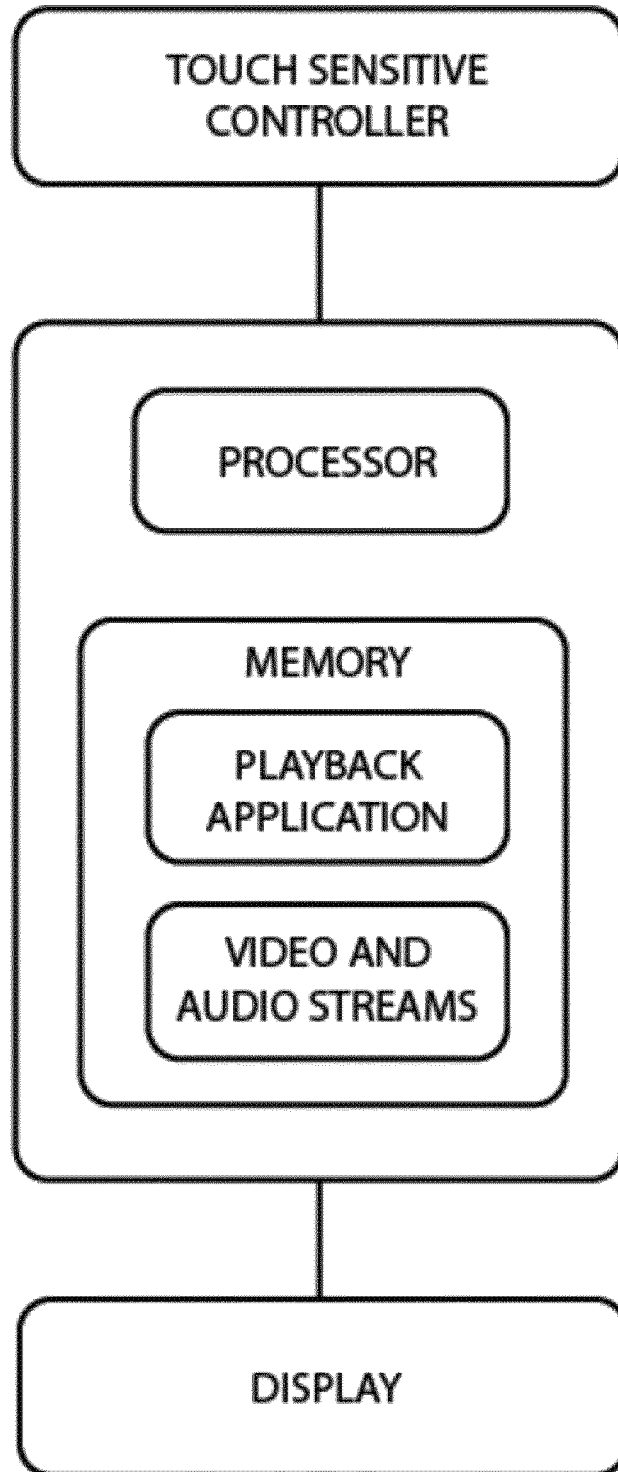 TOUCH SENSITIVE
CONTROLLER
PROCESSOR
MEMORY
PLAYBACK
APPLICATION
VIDEO AND
AUDIO STREAMS
DISPLAY